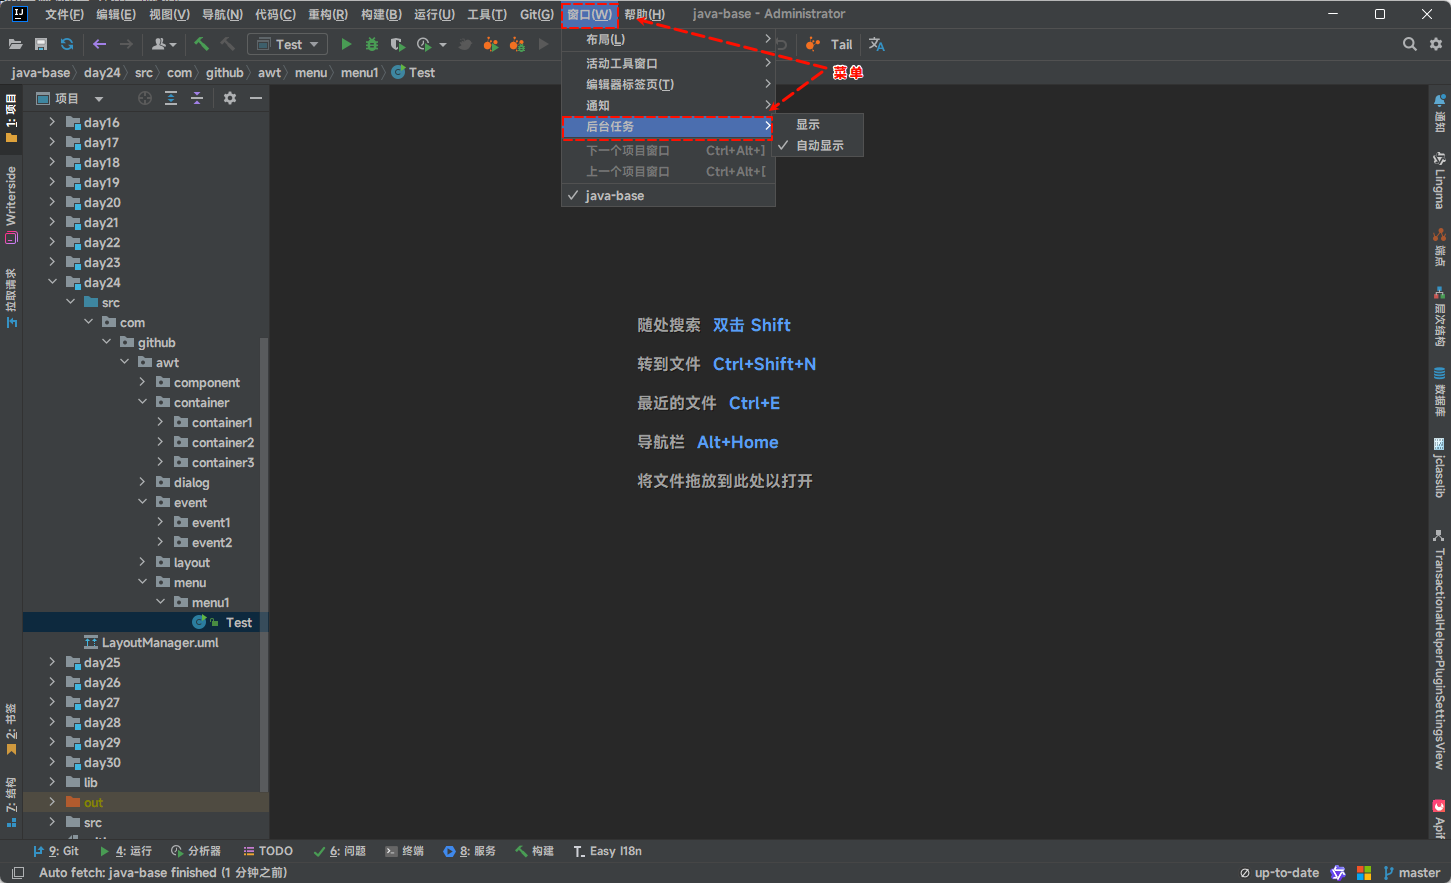 文件(F) 编辑(E) 视图(V) 导航(N) 代码(C) 重构(R) 构建(B) 运行(U) 工具(T) Git(G) 窗口(W) 帮助(H) java-base - Administrator
Test Tail
java-base day24 src com github awt menu menu1 Test
布局(L)
活动工具窗口
编辑器标签页(T)
通知
后台任务
下一个项目窗口 Ctrl+Alt+]
上一个项目窗口 Ctrl+Alt+[
java-base
显示
自动显示
菜单
1: 项目
Writerside
拉取请求
2: 书签
7: 结构
项目
day16
day17
day18
day19
day20
day21
day22
day23
day24
src
com
github
awt
component
container
container1
container2
container3
dialog
event
event1
event2
layout
menu
menu1
Test
LayoutManager.uml
day25
day26
day27
day28
day29
day30
lib
out
src
随处搜索 双击 Shift
转到文件 Ctrl+Shift+N
最近的文件 Ctrl+E
导航栏 Alt+Home
将文件拖放到此处以打开
通知
Lingma
端点
层次结构
数据库
jclasslib
TransactionalHelperPluginSettingsView
Apif
9: Git 4: 运行 分析器 TODO 6: 问题 终端 8: 服务 构建 Easy I18n
Auto fetch: java-base finished (1 分钟之前) up-to-date master